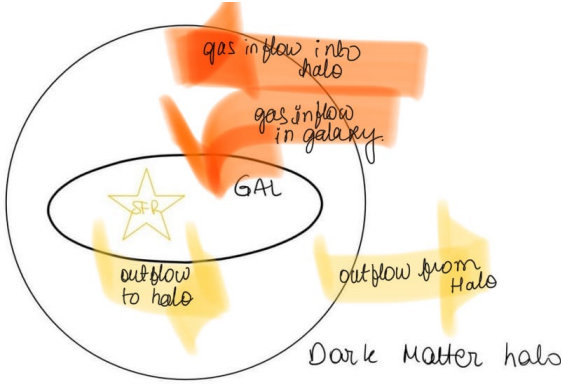 gas inflow into
halo
gas inflow
in galaxy.
GAL
SFR
outflow
to halo
outflow from
Halo
Dark Matter halo